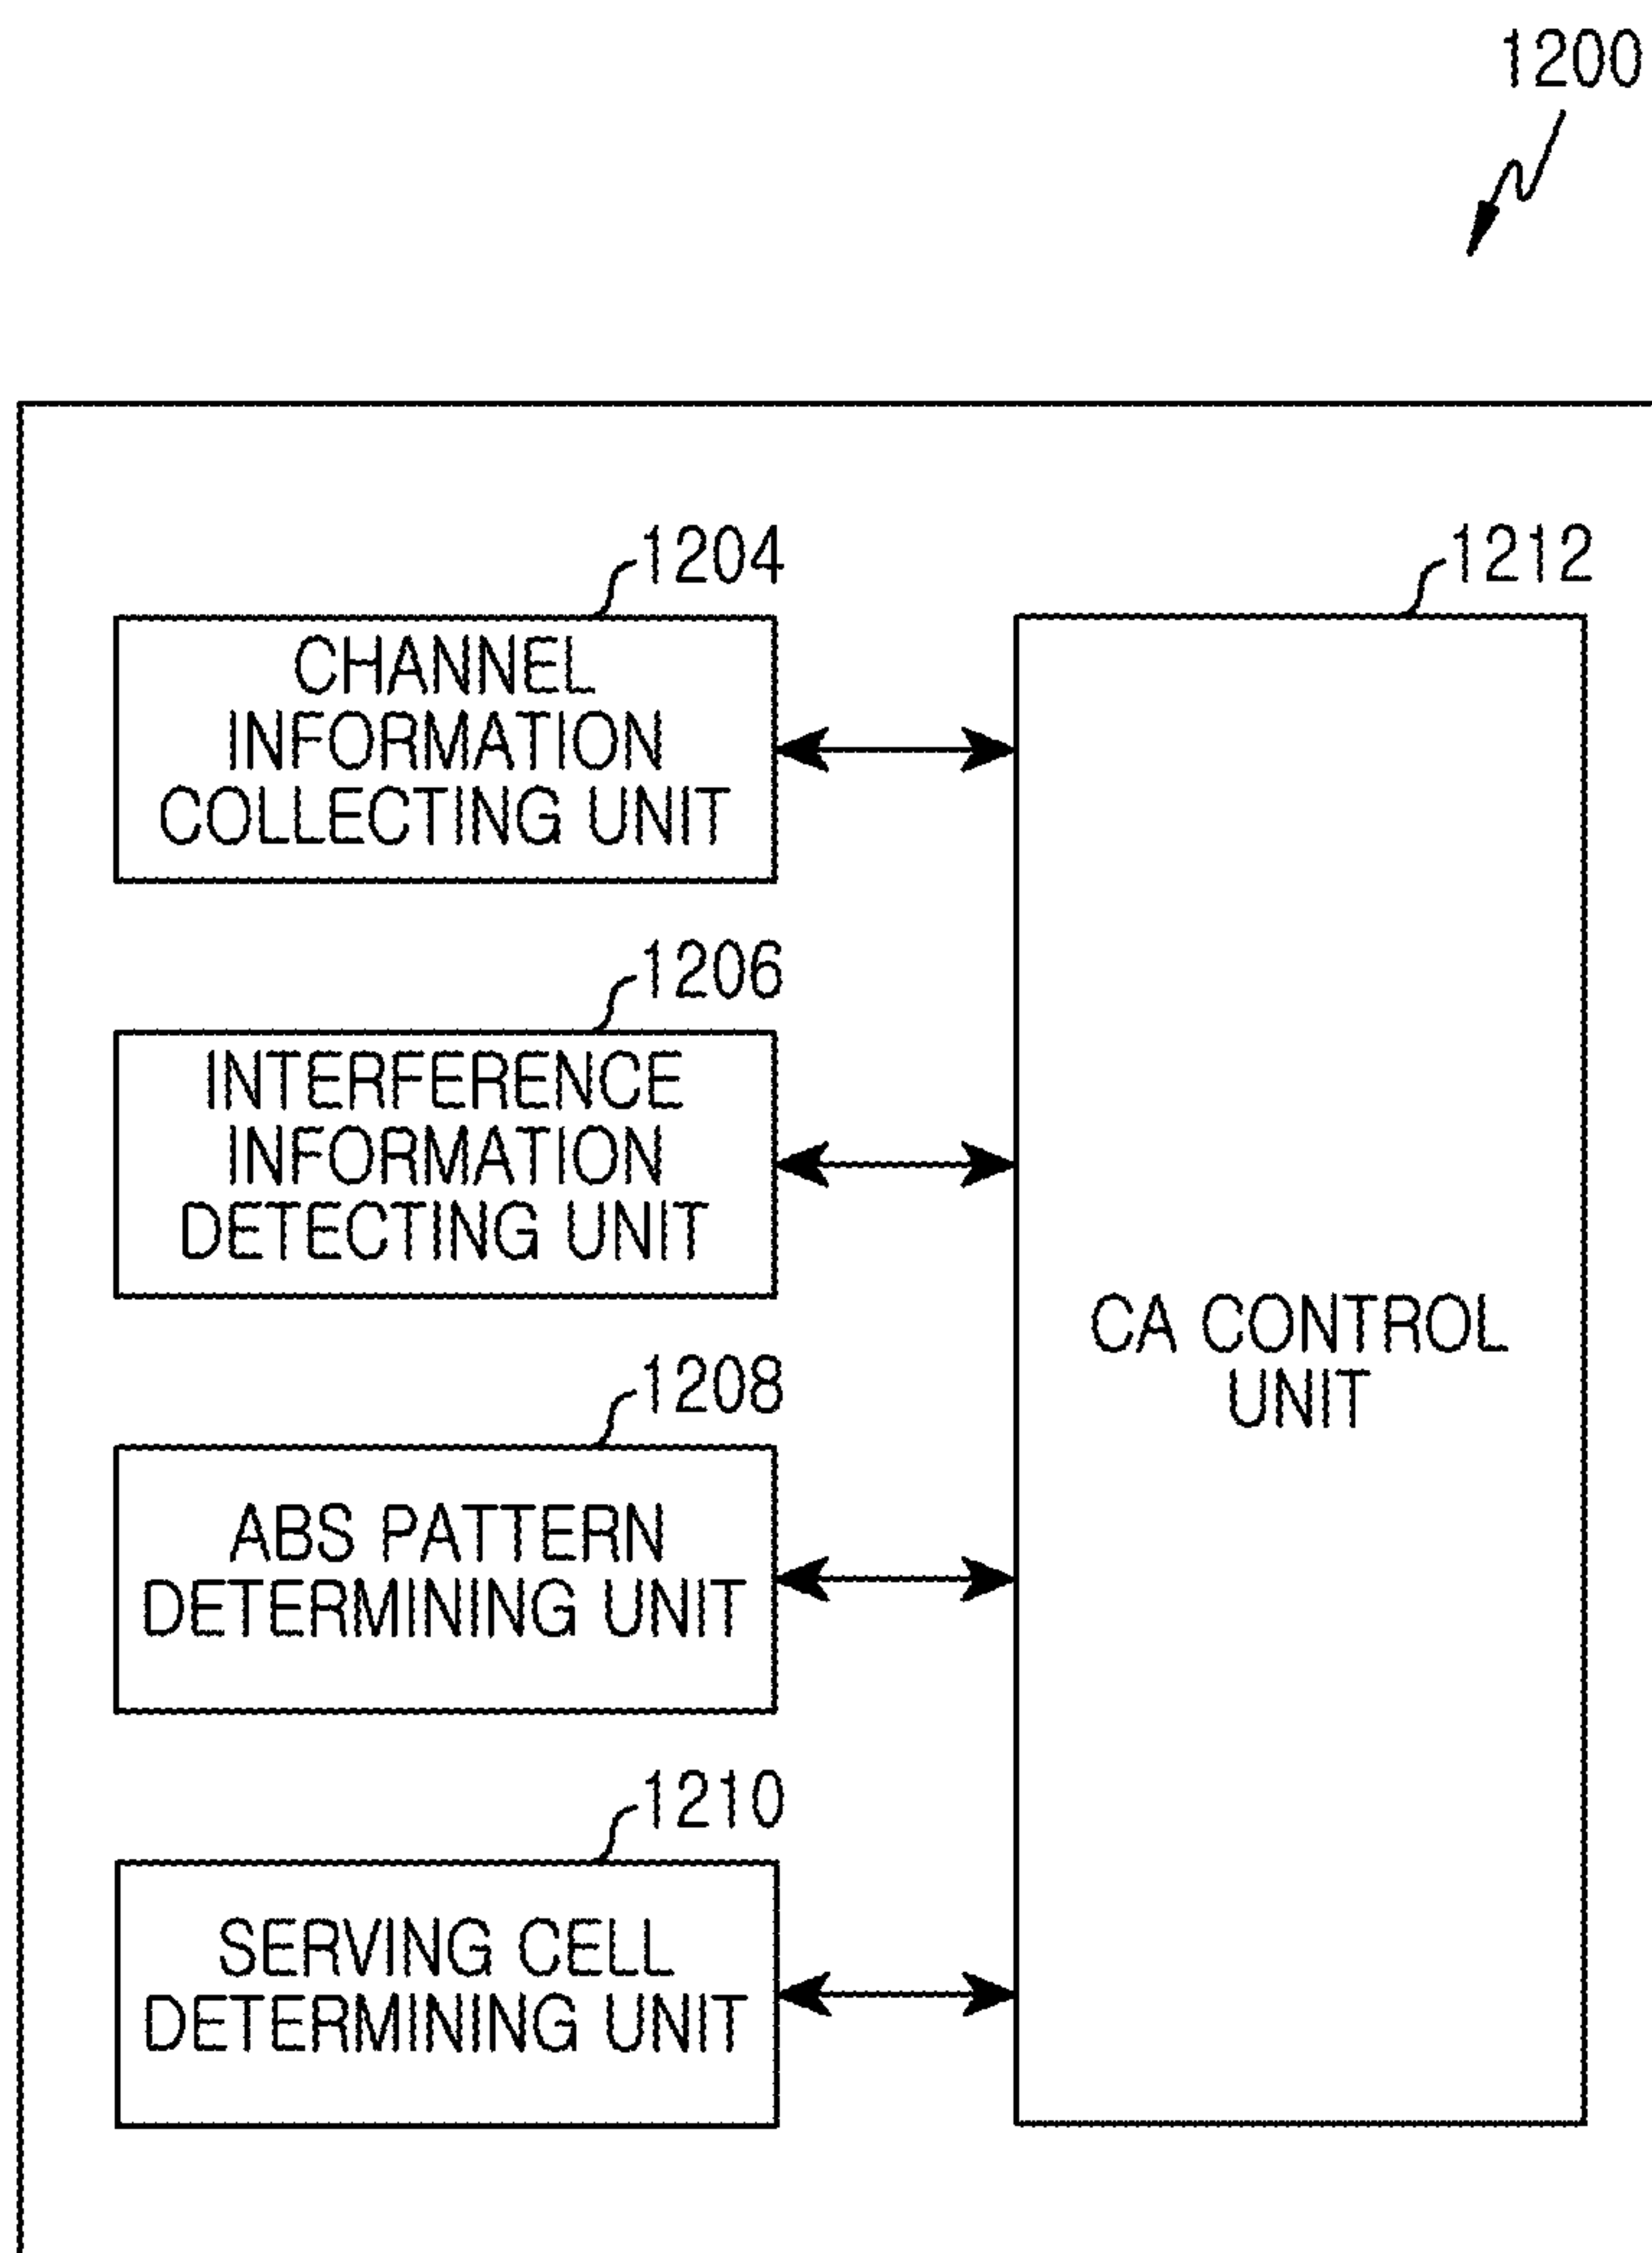 1200
1204
CHANNEL
INFORMATION
COLLECTING UNIT
1206
INTERFERENCE
INFORMATION
DETECTING UNIT
1208
ABS PATTERN
DETERMINING UNIT
1210
SERVING CELL
DETERMINING UNIT
1212
CA CONTROL
UNIT